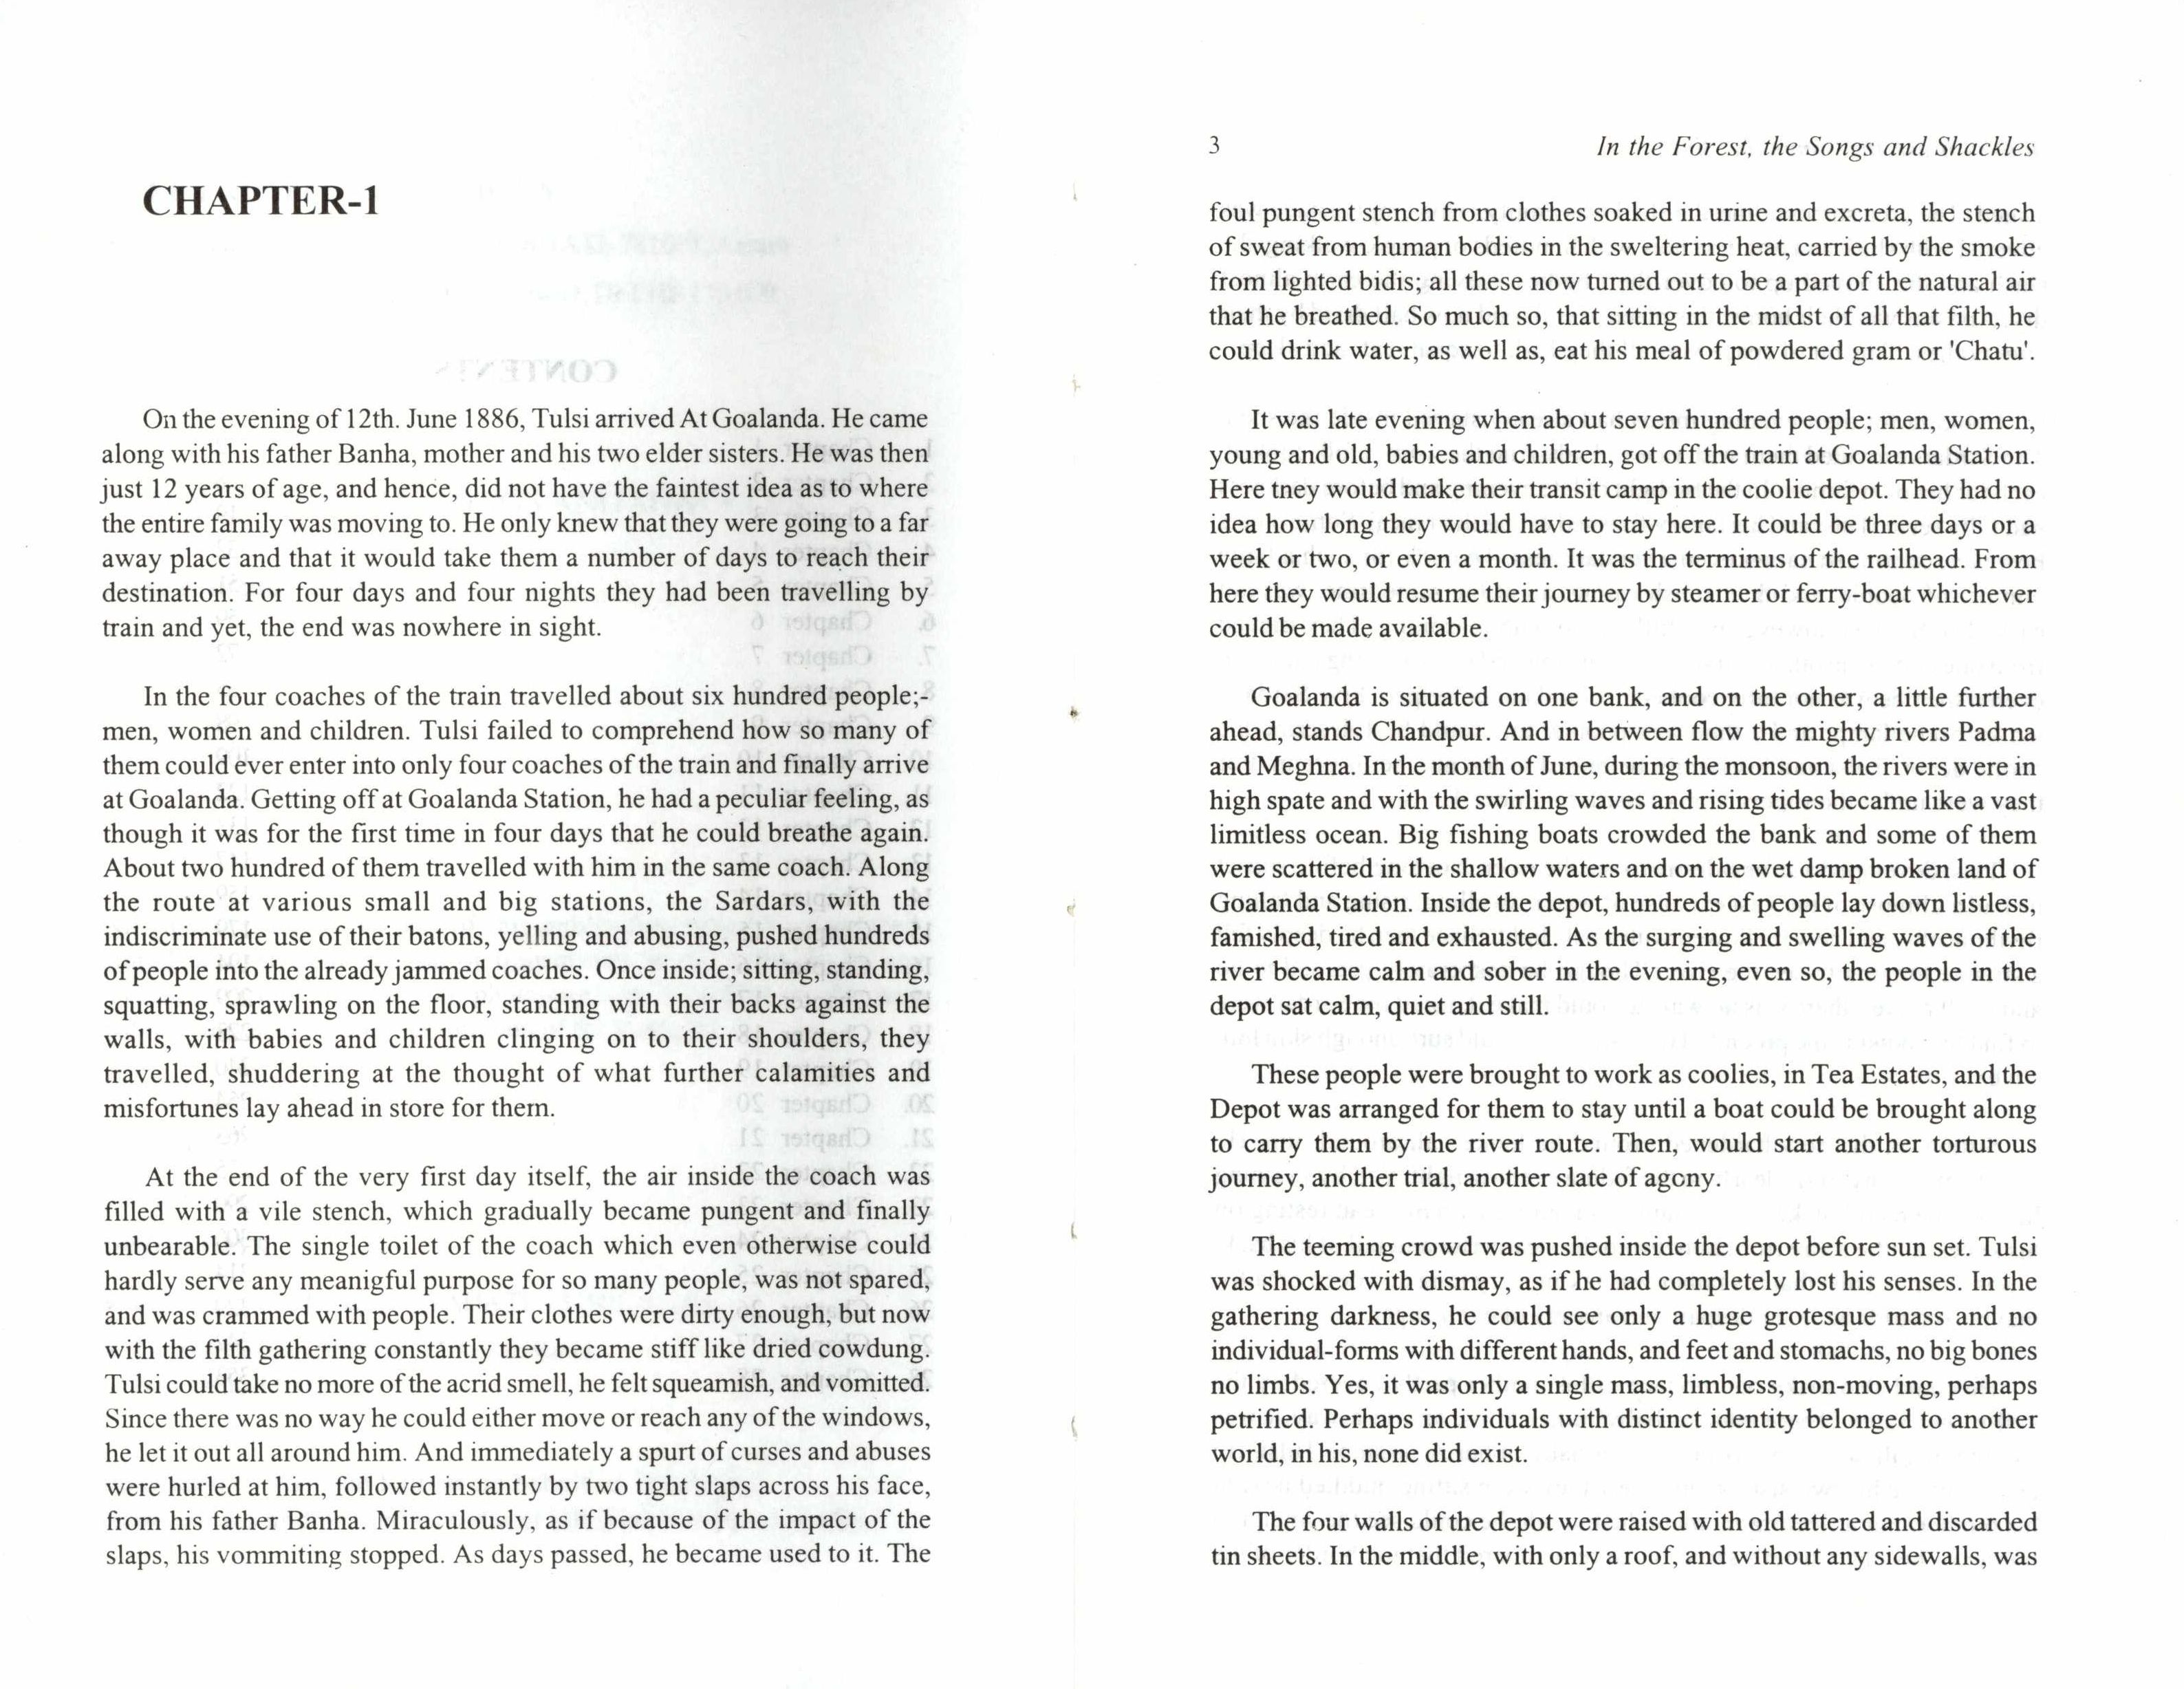 CHAPTER-1
On the evening of 12th. June 1886, Tulsi arrived At Goalanda. He came
along with his father Banha, mother and his two elder sisters. He was then
just 12 years of age, and hence, did not have the faintest idea as to where
the entire family was moving to. He only knew that they were going to a far
away place and that it would take them a number of days to reach their
destination. For four days and four nights they had been travelling by
train and yet, the end was nowhere in sight.
In the four coaches of the train travelled about six hundred people;-
men, women and children. Tulsi failed to comprehend how so many of
them could ever enter into only four coaches of the train and finally arrive
at Goalanda. Getting off at Goalanda Station, he had a peculiar feeling, as
though it was for the first time in four days that he could breathe again.
About two hundred of them travelled with him in the same coach. Along
the route at various small and big stations, the Sardars, with the
indiscriminate use of their batons, yelling and abusing, pushed hundreds
of people into the already jammed coaches. Once inside; sitting, standing,
squatting, sprawling on the floor, standing with their backs against the
walls, with babies and children clinging on to their shoulders, they
travelled, shuddering at the thought of what further calamities and
misfortunes lay ahead in store for them.
At the end of the very first day itself, the air inside the coach was
filled with a vile stench, which gradually became pungent and finally
unbearable. The single toilet of the coach which even otherwise could
hardly serve any meanigful purpose for so many people, was not spared,
and was crammed with people. Their clothes were dirty enough, but now
with the filth gathering constantly they became stiff like dried cowdung.
Tulsi could take no more of the acrid smell, he felt squeamish, and vomitted.
Since there was no way he could either move or reach any of the windows,
he let it out all around him. And immediately a spurt of curses and abuses
were hurled at him, followed instantly by two tight slaps across his face,
from his father Banha. Miraculously, as if because of the impact of the
slaps, his vommiting stopped. As days passed, he became used to it. The
3 In the Forest, the Songs and Shackles
foul pungent stench from clothes soaked in urine and excreta, the stench
of sweat from human bodies in the sweltering heat, carried by the smoke
from lighted bidis; all these now turned out to be a part of the natural air
that he breathed. So much so, that sitting in the midst of all that filth, he
could drink water, as well as, eat his meal of powdered gram or 'Chatu'.
It was late evening when about seven hundred people; men, women,
young and old, babies and children, got off the train at Goalanda Station.
Here tney would make their transit camp in the coolie depot. They had no
idea how long they would have to stay here. It could be three days or a
week or two, or even a month. It was the terminus of the railhead. From
here they would resume their journey by steamer or ferry-boat whichever
could be made available.
Goalanda is situated on one bank, and on the other, a little further
ahead, stands Chandpur. And in between flow the mighty rivers Padma
and Meghna. In the month of June, during the monsoon, the rivers were in
high spate and with the swirling waves and rising tides became like a vast
limitless ocean. Big fishing boats crowded the bank and some of them
were scattered in the shallow waters and on the wet damp broken land of
Goalanda Station. Inside the depot, hundreds of people lay down listless,
famished, tired and exhausted. As the surging and swelling waves of the
river became calm and sober in the evening, even so, the people in the
depot sat calm, quiet and still.
These people were brought to work as coolies, in Tea Estates, and the
Depot was arranged for them to stay until a boat could be brought along
to carry them by the river route. Then, would start another torturous
journey, another trial, another slate of agony.
The teeming crowd was pushed inside the depot before sun set. Tulsi
was shocked with dismay, as if he had completely lost his senses. In the
gathering darkness, he could see only a huge grotesque mass and no
individual-forms with different hands, and feet and stomachs, no big bones
no limbs. Yes, it was only a single mass, limbless, non-moving, perhaps
petrified. Perhaps individuals with distinct identity belonged to another
world, in his, none did exist.
The four walls of the depot were raised with old tattered and discarded
tin sheets. In the middle, with only a roof, and without any sidewalls, was